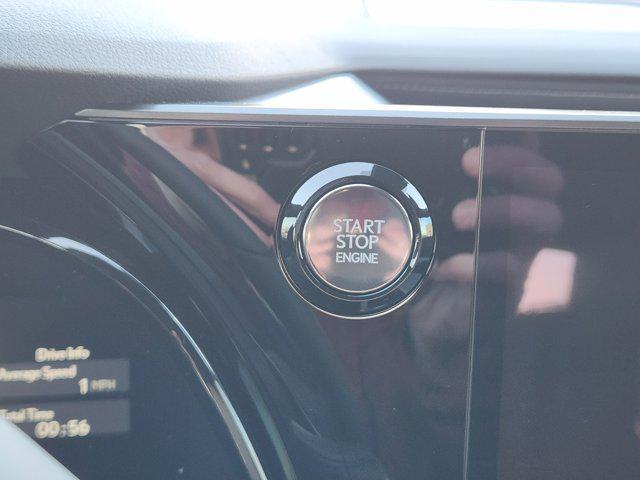 START
STOP
ENGINE
Drive Info
Average Speed
1 MPH
Total Time
00:56